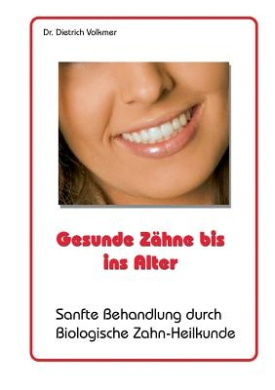 Dr. Dietrich Volkmer
Gesunde Zähne bis
ins Alter
Sanfte Behandlung durch
Biologische Zahn-Heilkunde